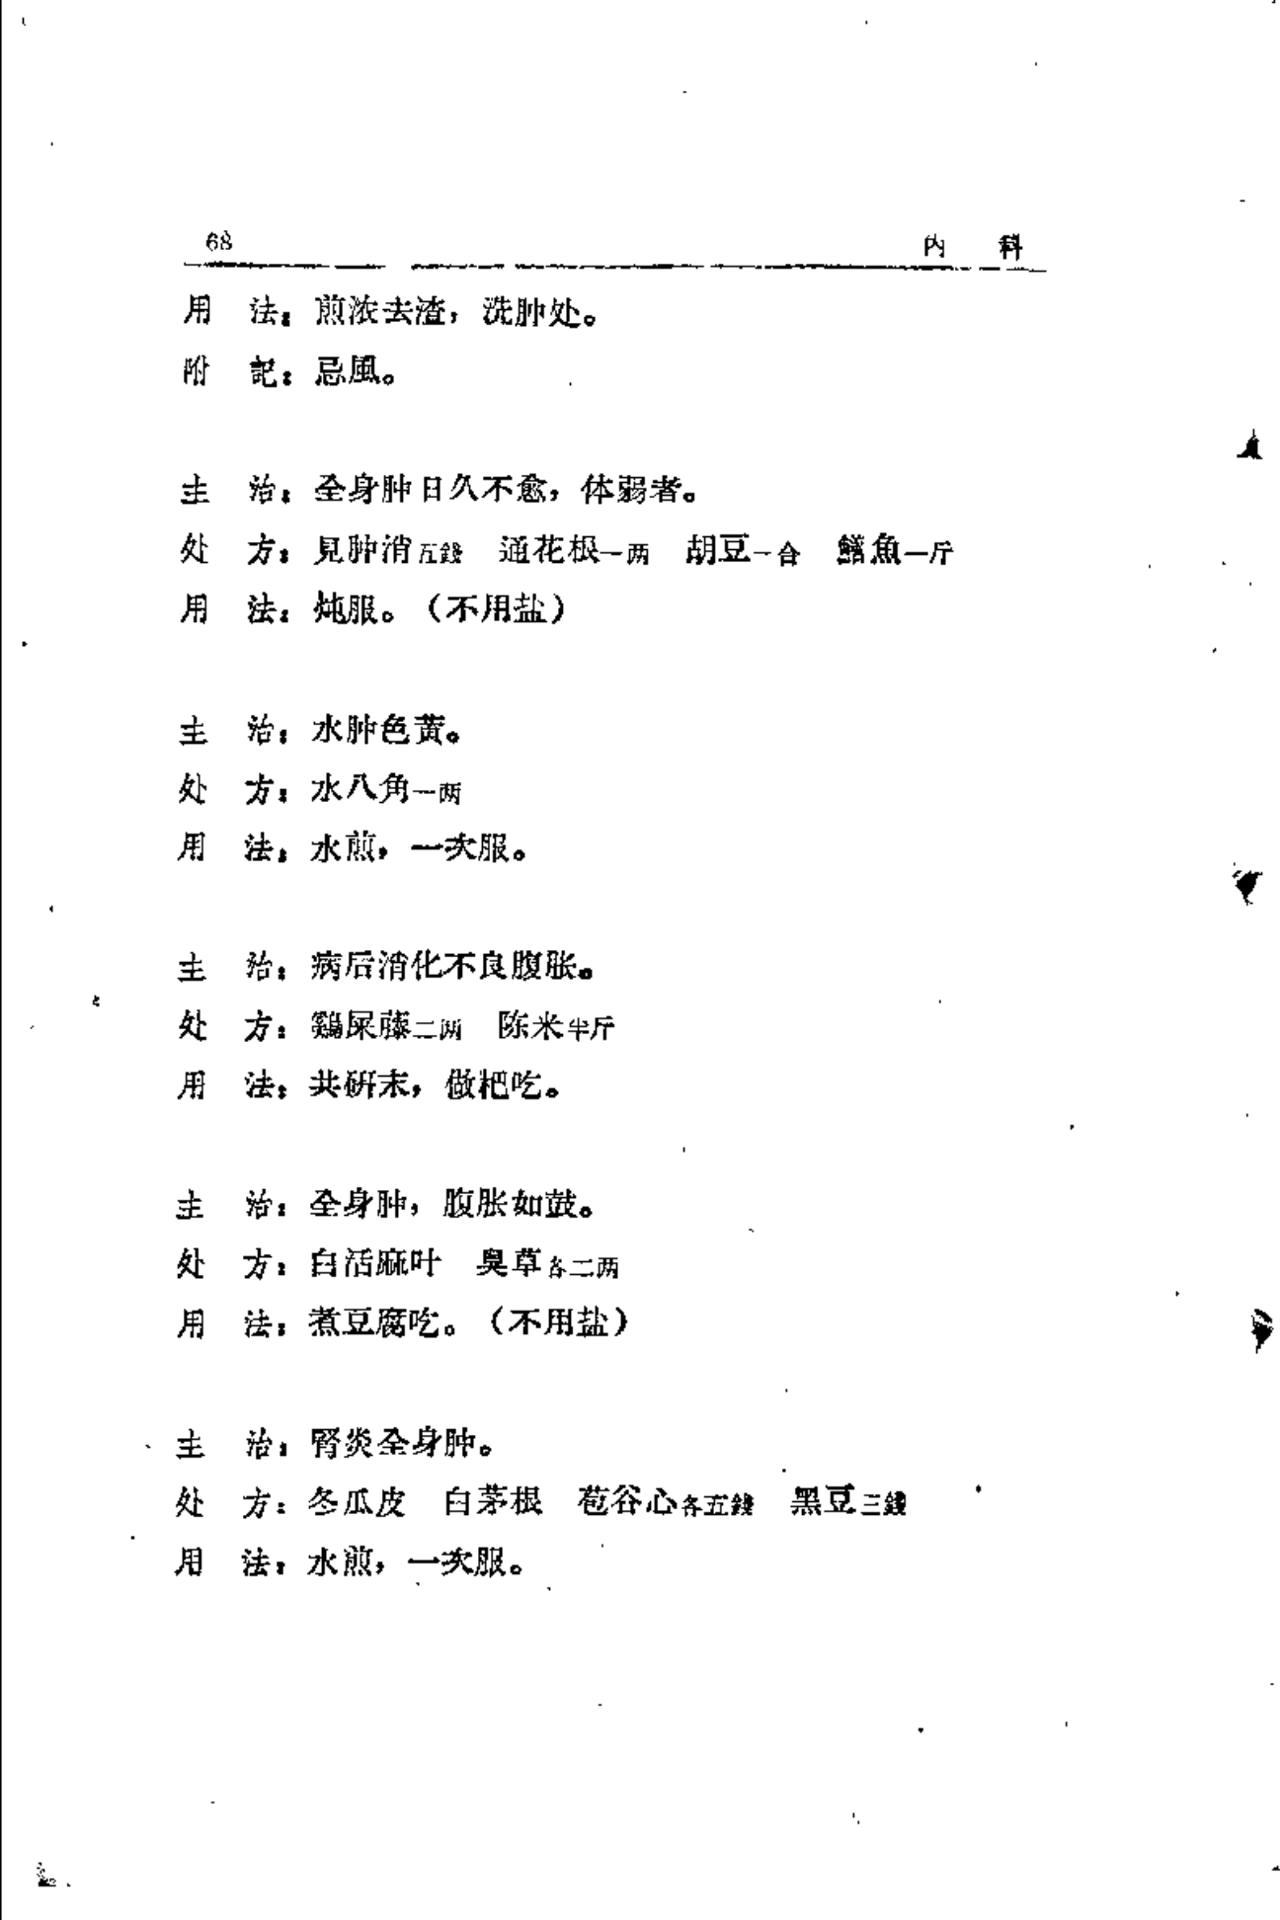 68 内　科
用　法：煎浓去渣，洗肿处。
附　記：忌風。
主　治：全身肿日久不愈，体弱者。
处　方：見肿消五錢　通花根一两　胡豆一合　鱔魚一斤
用　法：炖服。（不用盐）
主　治：水肿色黄。
处　方：水八角一两
用　法：水煎，一次服。
主　治：病后消化不良腹胀。
处　方：鷄屎藤二两　陈米半斤
用　法：共研末，做粑吃。
主　治：全身肿，腹胀如鼓。
处　方：白活麻叶　臭草各二两
用　法：煮豆腐吃。（不用盐）
主　治：腎炎全身肿。
处　方：冬瓜皮　白茅根　苞谷心各五錢　黑豆三錢
用　法：水煎，一次服。